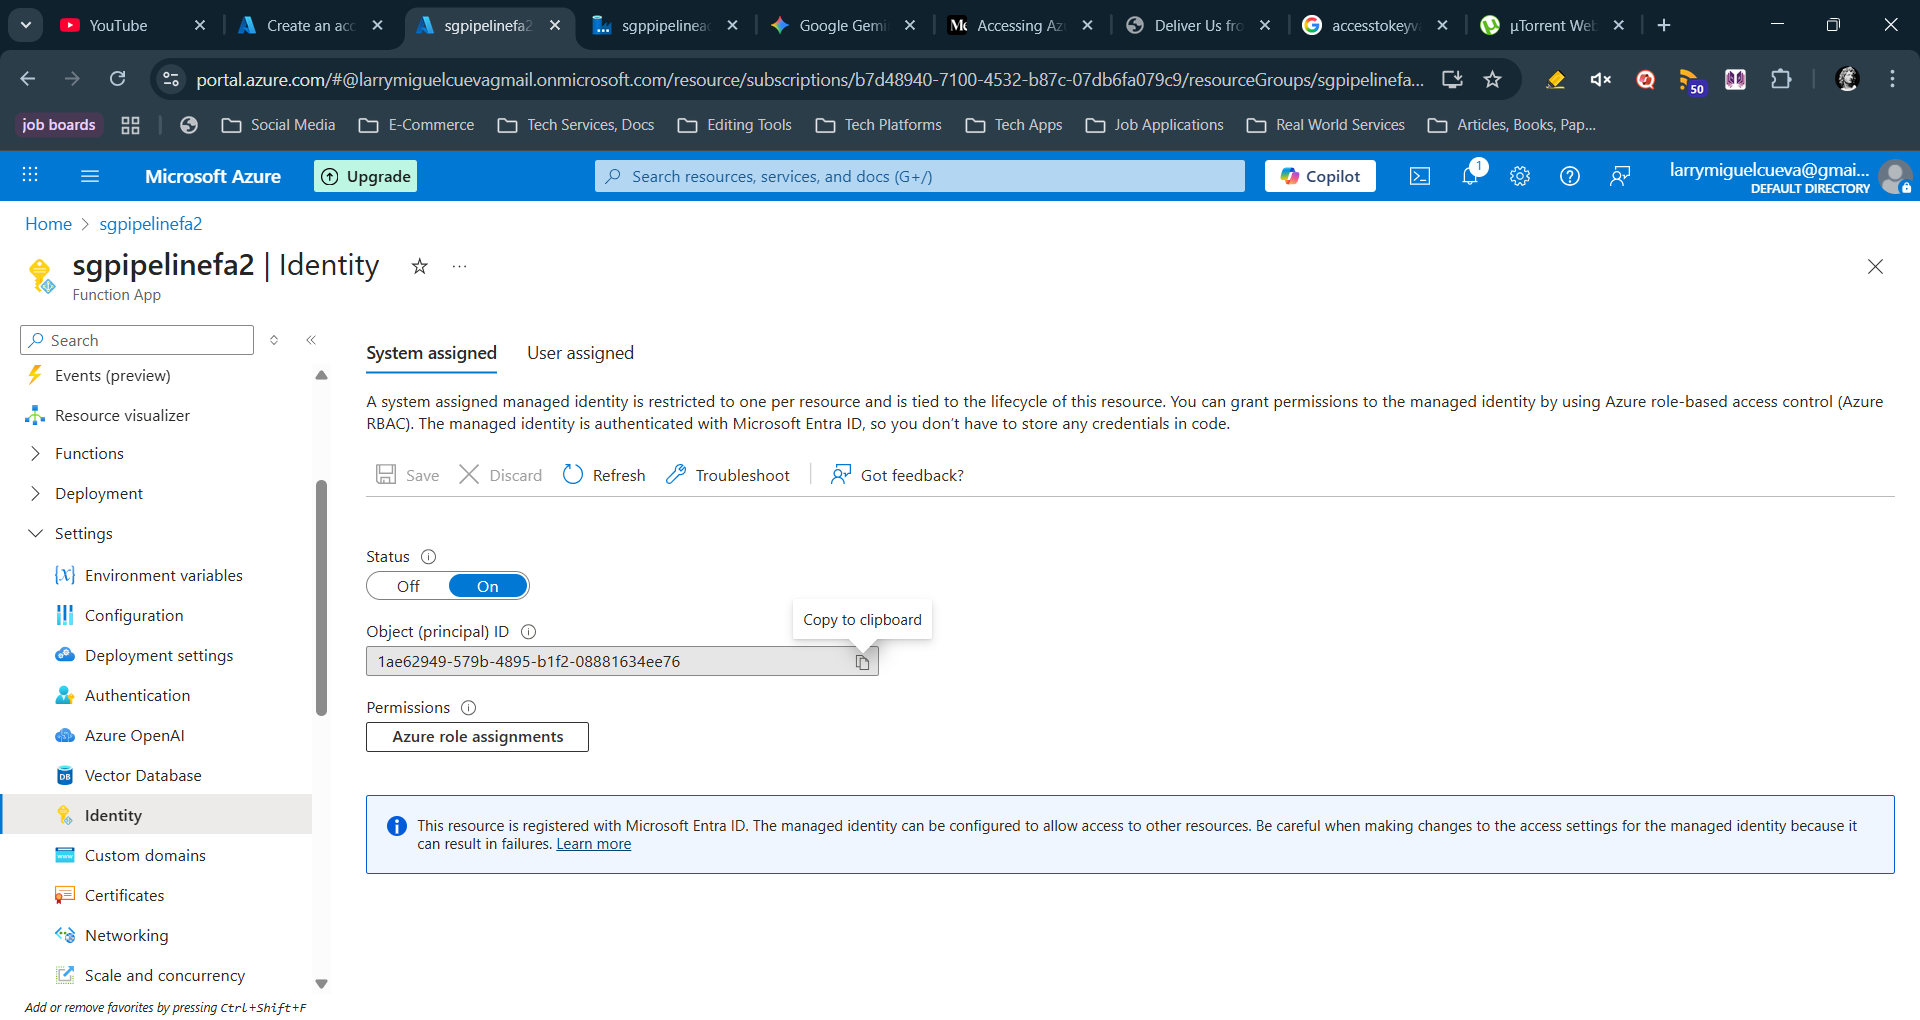 YouTube
Create an acc
sgpipelinefa2
sgppipelineac
Google Gemi
Accessing Az
Deliver Us fro
accesstokeyv
µTorrent Web
portal.azure.com/#@larrymiguelcuevagmail.onmicrosoft.com/resource/subscriptions/b7d48940-7100-4532-b87c-07db6fa079c9/resourceGroups/sgpipelinefa...
50
job boards
Social Media
E-Commerce
Tech Services, Docs
Editing Tools
Tech Platforms
Tech Apps
Job Applications
Real World Services
Articles, Books, Pap...
Microsoft Azure
Upgrade
Search resources, services, and docs (G+/)
Copilot
1
larrymiguelcueva@gmai...
DEFAULT DIRECTORY
Home > sgpipelinefa2
sgpipelinefa2 | Identity
...
Function App
Search
Events (preview)
Resource visualizer
Functions
Deployment
Settings
Environment variables
Configuration
Deployment settings
Authentication
Azure OpenAI
Vector Database
Identity
Custom domains
Certificates
Networking
Scale and concurrency
Add or remove favorites by pressing Ctrl+Shift+F
System assigned
User assigned
A system assigned managed identity is restricted to one per resource and is tied to the lifecycle of this resource. You can grant permissions to the managed identity by using Azure role-based access control (Azure
RBAC). The managed identity is authenticated with Microsoft Entra ID, so you don't have to store any credentials in code.
Save
Discard
Refresh
Troubleshoot
Got feedback?
Status
Off
On
Copy to clipboard
Object (principal) ID
1ae62949-579b-4895-b1f2-08881634ee76
Permissions
Azure role assignments
This resource is registered with Microsoft Entra ID. The managed identity can be configured to allow access to other resources. Be careful when making changes to the access settings for the managed identity because it
can result in failures. Learn more